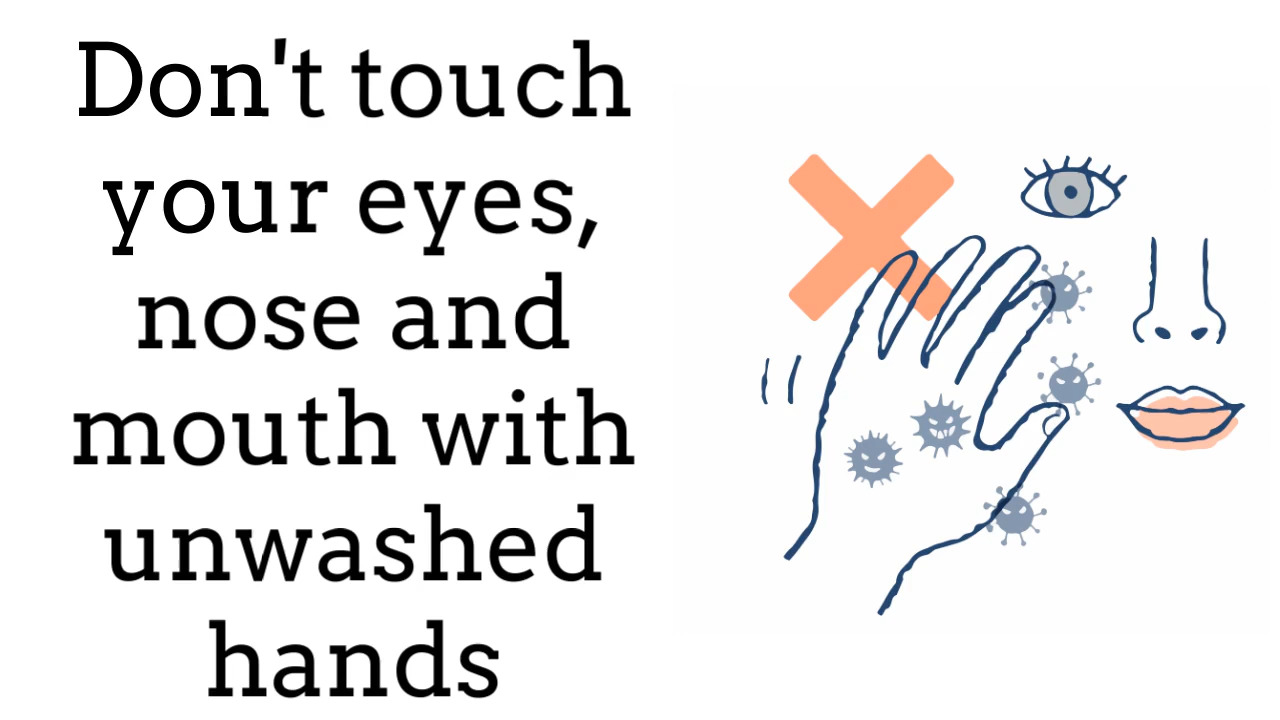 Don't touch
your eyes,
nose and
mouth with
unwashed
hands